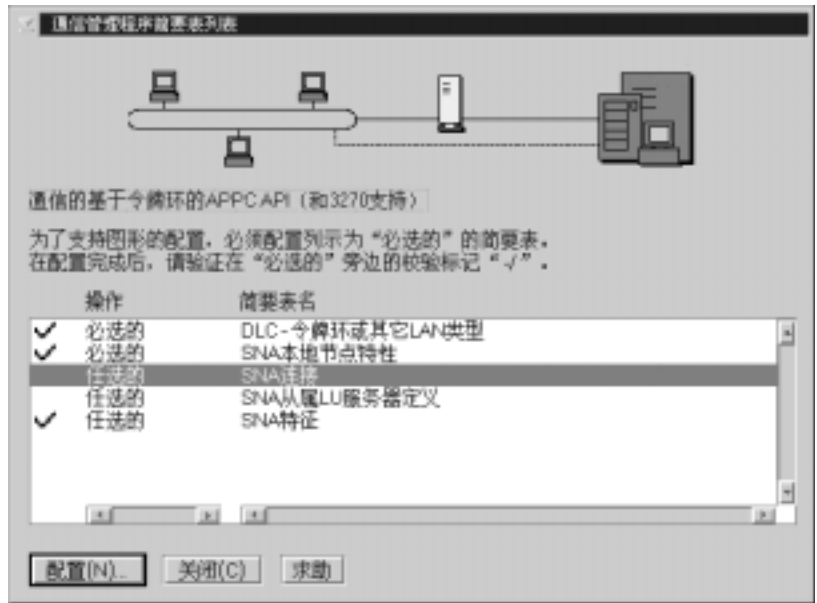 通信管理程序简要表列表
通信的基于令牌环的APPC API（和3270支持）
为了支持图形的配置，必须配置列示为“必选的”的简要表。
在配置完成后，请验证在“必选的”旁边的校验标记“√”。
操作 简要表名
✓ 必选的 DLC-令牌环或其它LAN类型
✓ 必选的 SNA本地节点特性
任选的 SNA连接
任选的 SNA从属LU服务器定义
✓ 任选的 SNA特征
配置(N)... 关闭(C) 求助